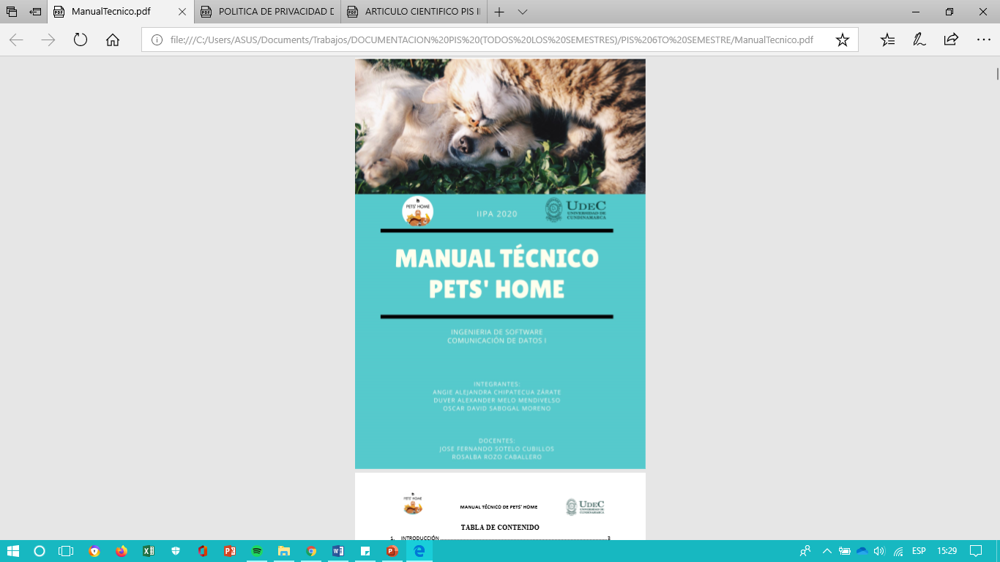 ManualTecnico.pdf
POLITICA DE PRIVACIDAD D
ARTICULO CIENTIFICO PIS II
file:///C:/Users/ASUS/Documents/Trabajos/DOCUMENTACION%20PIS%20(TODOS%20LOS%20SEMESTRES)/PIS%206TO%20SEMESTRE/ManualTecnico.pdf
PETS' HOME
IIPA 2020
UDEC
UNIVERSIDAD DE
CUNDINAMARCA
MANUAL TÉCNICO
PETS' HOME
INGENIERIA DE SOFTWARE
COMUNICACIÓN DE DATOS I
INTEGRANTES:
ANGIE ALEJANDRA CHIPATECUA ZÁRATE
DUVER ALEXANDER MELO MENDIVELSO
OSCAR DAVID SABOGAL MORENO
DOCENTES:
JOSE FERNANDO SOTELO CUBILLOS
ROSALBA ROZO CABALLERO
PETS' HOME
MANUAL TÉCNICO DE PETS' HOME
UDEC
UNIVERSIDAD DE
CUNDINAMARCA
TABLA DE CONTENIDO
1. INTRODUCCIÓN 3
ESP
15:29